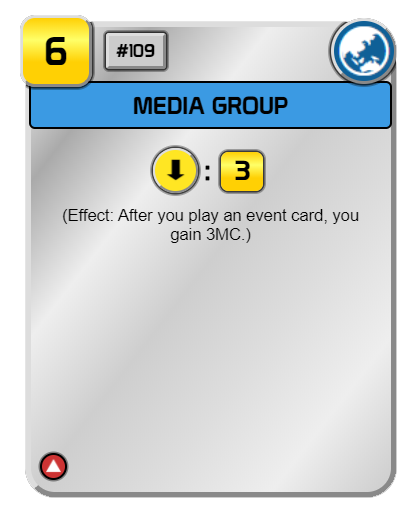 6
#109
MEDIA GROUP
: 3
(Effect: After you play an event card, you
gain 3MC.)